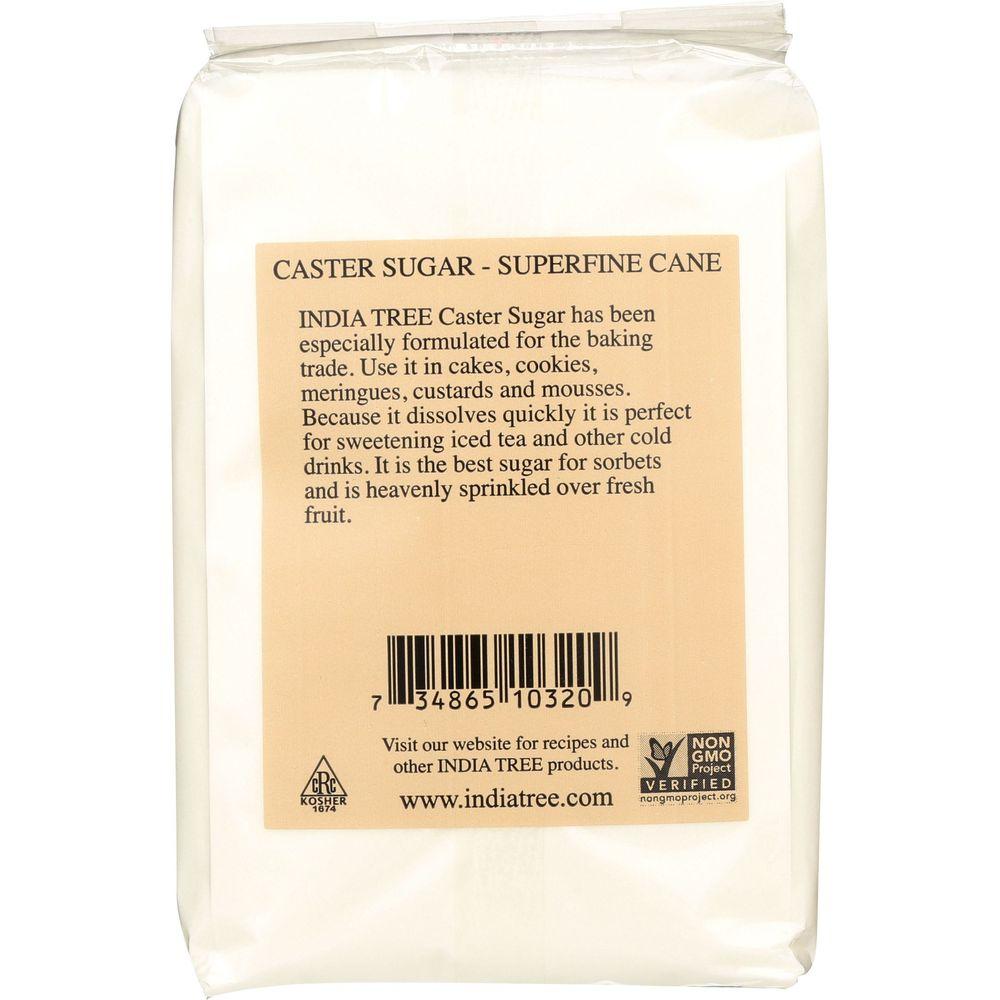 CASTER SUGAR - SUPERFINE CANE
INDIA TREE Caster Sugar has been
especially formulated for the baking
trade. Use it in cakes, cookies,
meringues, custards and mousses.
Because it dissolves quickly it is perfect
for sweetening iced tea and other cold
drinks. It is the best sugar for sorbets
and is heavenly sprinkled over fresh
fruit.
7 34865 10320 9
Visit our website for recipes and
other INDIA TREE products.
www.indiatree.com
CRC
KOSHER
1674
NON
GMO
Project
VERIFIED
nongmoproject.org